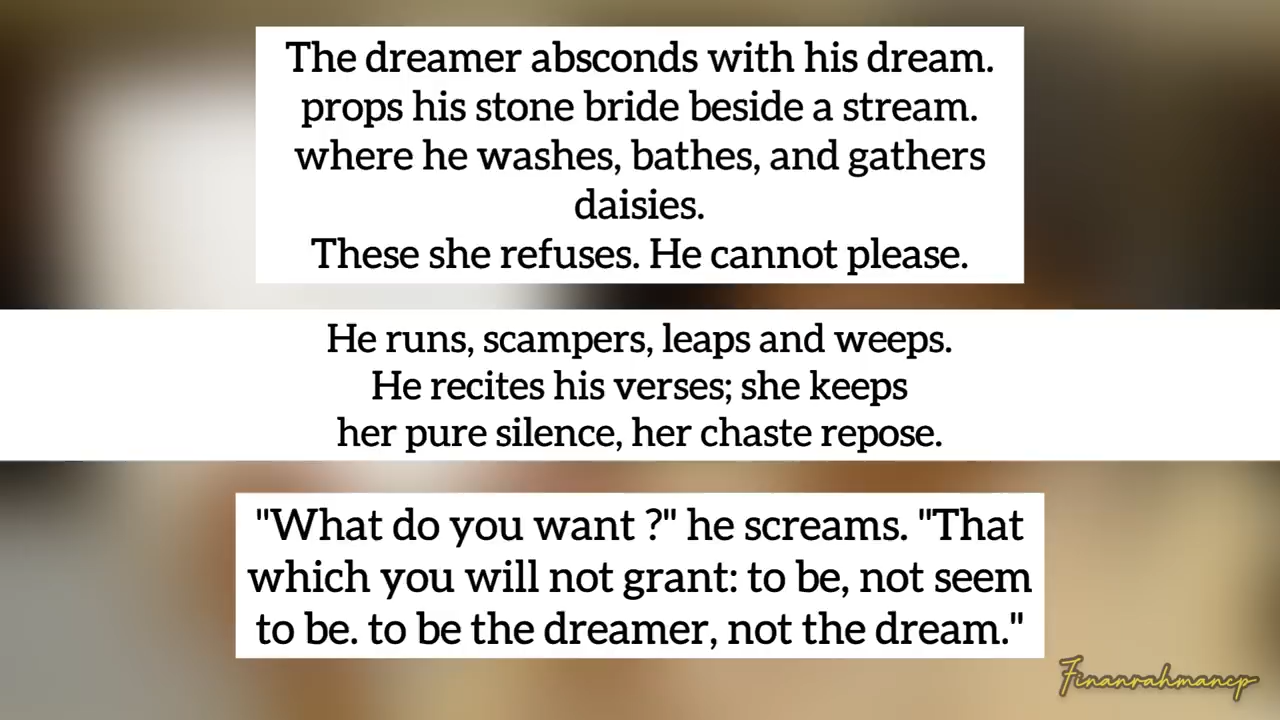 The dreamer absconds with his dream.
props his stone bride beside a stream.
where he washes, bathes, and gathers
daisies.
These she refuses. He cannot please.
He runs, scampers, leaps and weeps.
He recites his verses; she keeps
her pure silence, her chaste repose.
"What do you want ?" he screams. "That
which you will not grant: to be, not seem
to be. to be the dreamer, not the dream."
Finanrahmancp